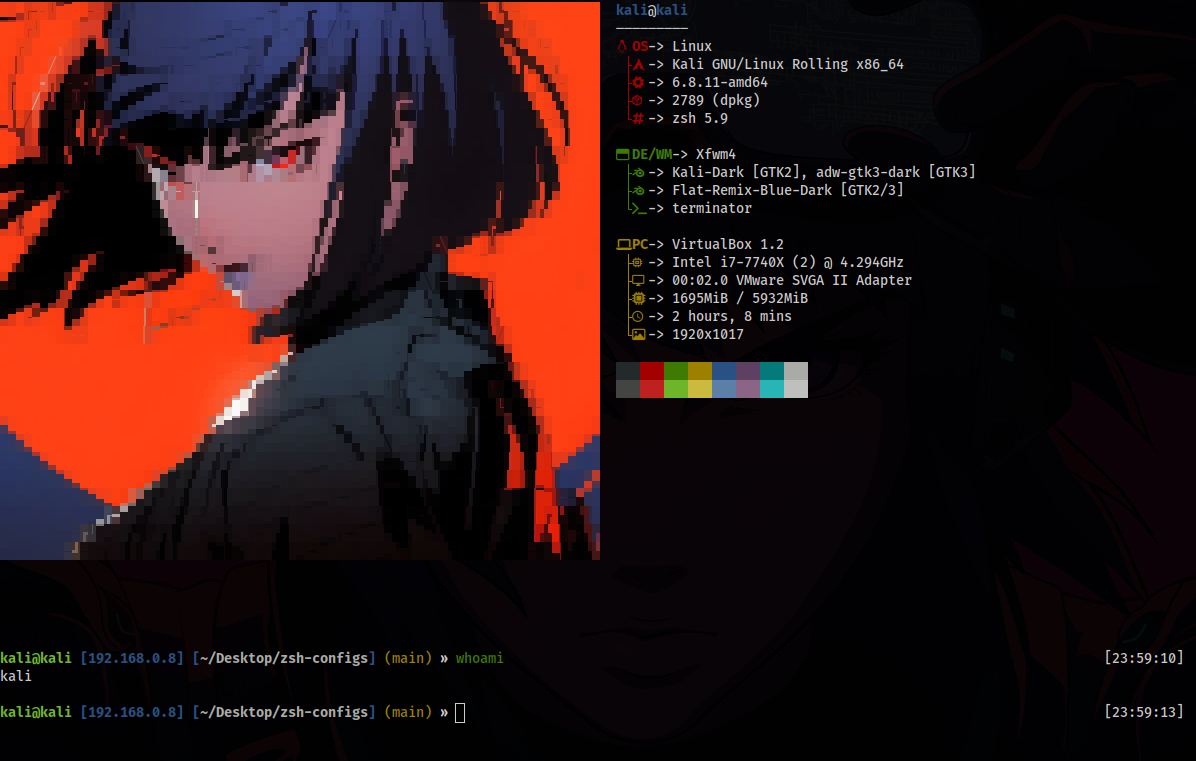 kali@kali
─────────
OS-> Linux
-> Kali GNU/Linux Rolling x86_64
-> 6.8.11-amd64
-> 2789 (dpkg)
-> zsh 5.9
DE/WM-> Xfwm4
-> Kali-Dark [GTK2], adw-gtk3-dark [GTK3]
-> Flat-Remix-Blue-Dark [GTK2/3]
-> terminator
PC-> VirtualBox 1.2
-> Intel i7-7740X (2) @ 4.294GHz
-> 00:02.0 VMware SVGA II Adapter
-> 1695MiB / 5932MiB
-> 2 hours, 8 mins
-> 1920x1017
kali@kali [192.168.0.8] [~/Desktop/zsh-configs] (main) » whoami [23:59:10]
kali
kali@kali [192.168.0.8] [~/Desktop/zsh-configs] (main) » [23:59:13]